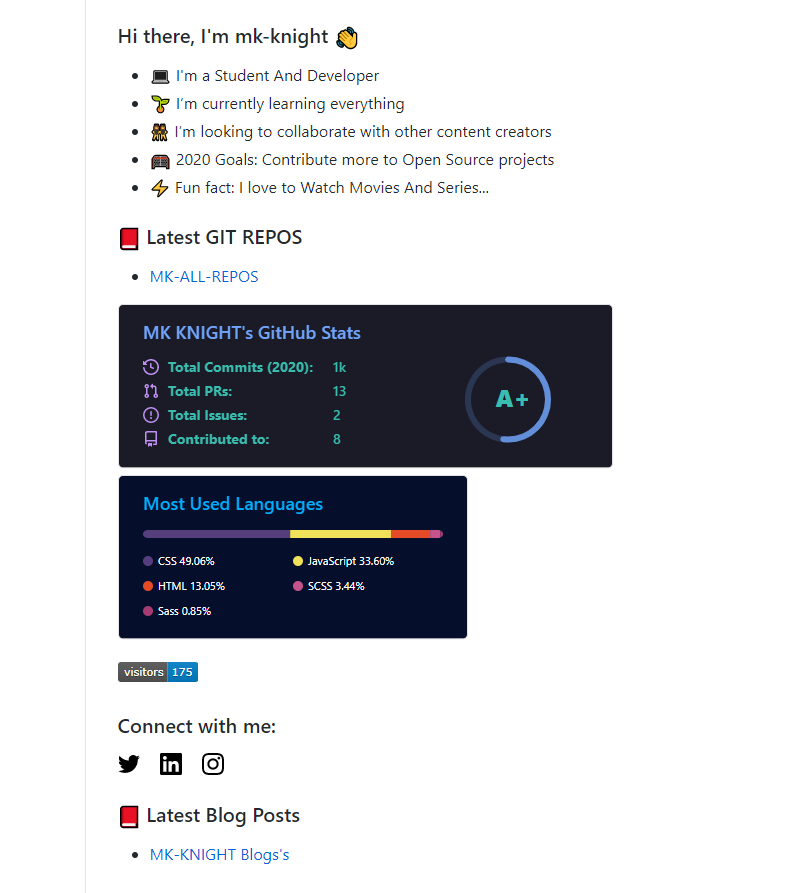 Hi there, I'm mk-knight 👋
💻 I'm a Student And Developer
🌱 I'm currently learning everything
👯 I'm looking to collaborate with other content creators
🥅 2020 Goals: Contribute more to Open Source projects
⚡ Fun fact: I love to Watch Movies And Series...
📕 Latest GIT REPOS
MK-ALL-REPOS
MK KNIGHT's GitHub Stats
Total Commits (2020): 1k
Total PRs: 13
Total Issues: 2
Contributed to: 8
A+
Most Used Languages
CSS 49.06% JavaScript 33.60%
HTML 13.05% SCSS 3.44%
Sass 0.85%
visitors 175
Connect with me:
📕 Latest Blog Posts
MK-KNIGHT Blogs's